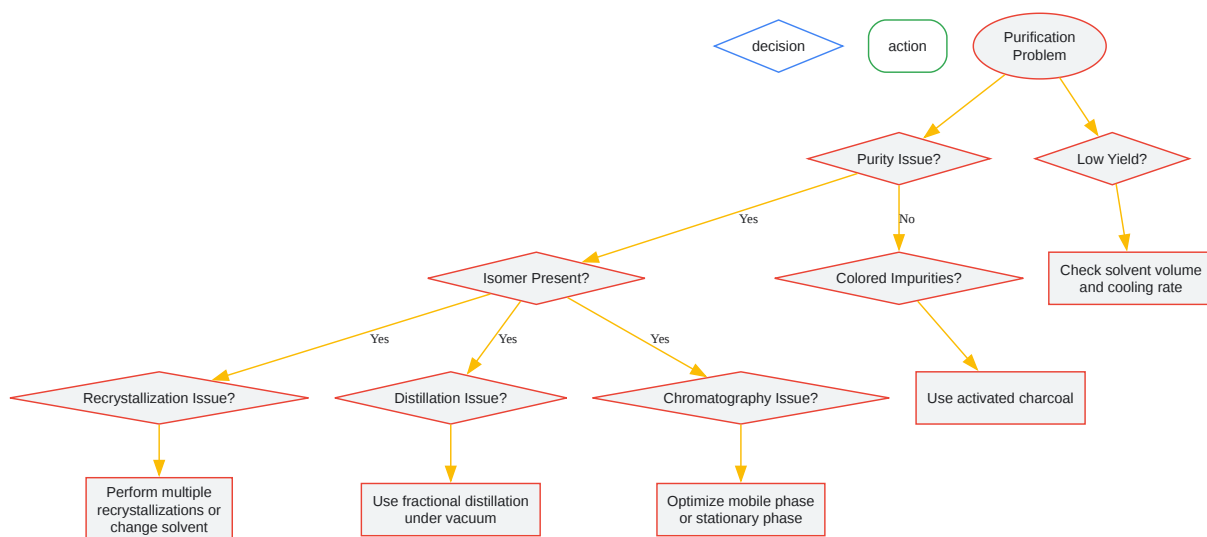 decision
action
Purification
Problem
Purity Issue?
Low Yield?
Yes
No
Isomer Present?
Colored Impurities?
Check solvent volume
and cooling rate
Yes
Yes
Yes
Recrystallization Issue?
Distillation Issue?
Chromatography Issue?
Use activated charcoal
Perform multiple
recrystallizations or
change solvent
Use fractional distillation
under vacuum
Optimize mobile phase
or stationary phase